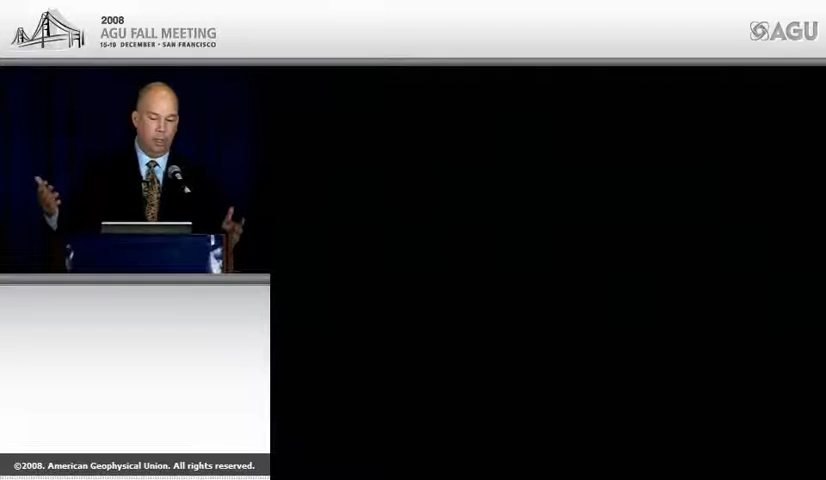 2008
AGU FALL MEETING
15-19 DECEMBER • SAN FRANCISCO
AGU
©2008. American Geophysical Union. All rights reserved.